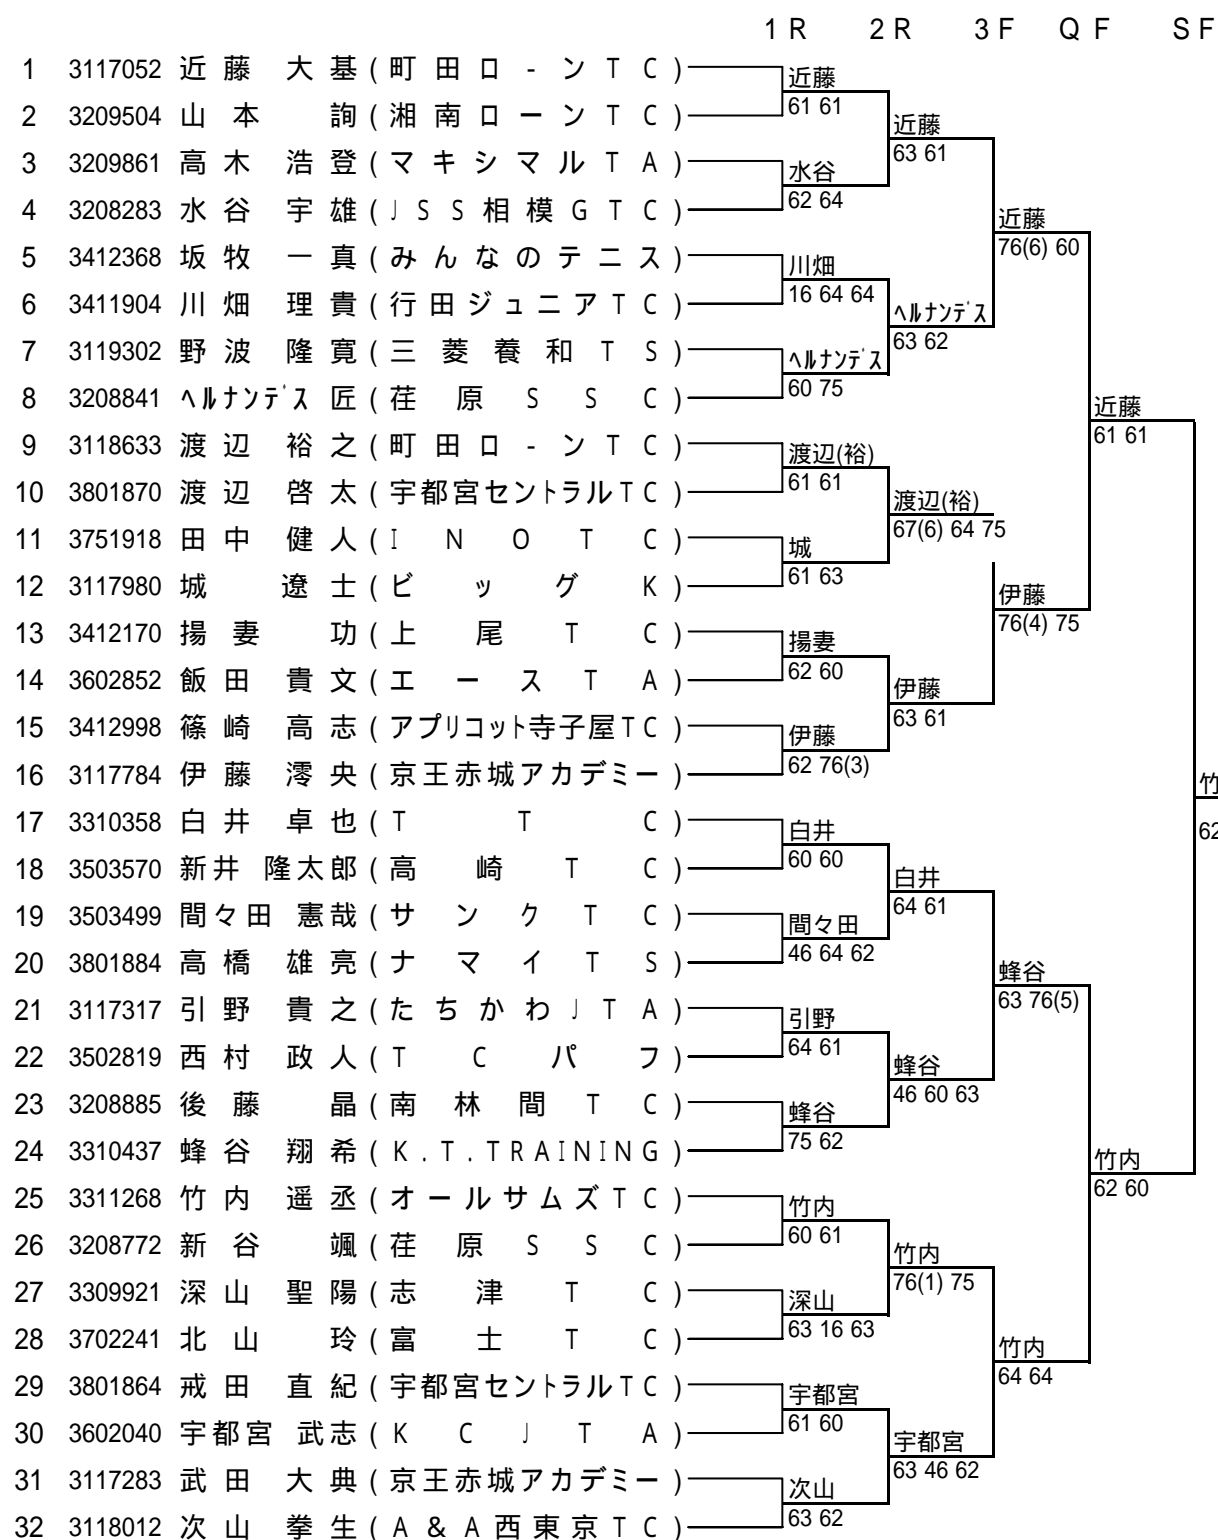 1R 2R 3F QF SF
1 3117052 近藤 大基(町田ロ-ンTC)
2 3209504 山本 詢(湘南ローンTC)
3 3209861 高木 浩登(マキシマルTA)
4 3208283 水谷 宇雄(JSS相模GTC)
5 3412368 坂牧 一真(みんなのテニス)
6 3411904 川畑 理貴(行田ジュニアTC)
7 3119302 野波 隆寛(三菱養和TS)
8 3208841 ヘルナンデス 匠(荏原SSC)
9 3118633 渡辺 裕之(町田ロ-ンTC)
10 3801870 渡辺 啓太(宇都宮セントラルTC)
11 3751918 田中 健人(INOTC)
12 3117980 城 遼士(ビッグK)
13 3412170 揚妻 功(上尾TC)
14 3602852 飯田 貴文(エースTA)
15 3412998 篠崎 高志(アプリコット寺子屋TC)
16 3117784 伊藤 澪央(京王赤城アカデミー)
17 3310358 白井 卓也(TTC)
18 3503570 新井 隆太郎(高崎TC)
19 3503499 間々田 憲哉(サンクTC)
20 3801884 高橋 雄亮(ナマイTS)
21 3117317 引野 貴之(たちかわJTA)
22 3502819 西村 政人(TCパフ)
23 3208885 後藤 晶(南林間TC)
24 3310437 蜂谷 翔希(K.T.TRAINING)
25 3311268 竹内 遥丞(オールサムズTC)
26 3208772 新谷 颯(荏原SSC)
27 3309921 深山 聖陽(志津TC)
28 3702241 北山 玲(富士TC)
29 3801864 戒田 直紀(宇都宮セントラルTC)
30 3602040 宇都宮 武志(KCJTA)
31 3117283 武田 大典(京王赤城アカデミー)
32 3118012 次山 拳生(A&A西東京TC)
近藤
61 61
水谷
62 64
川畑
16 64 64
ヘルナンデス
60 75
渡辺(裕)
61 61
城
61 63
揚妻
62 60
伊藤
62 76(3)
白井
60 60
間々田
46 64 62
引野
64 61
蜂谷
75 62
竹内
60 61
深山
63 16 63
宇都宮
61 60
次山
63 62
近藤
63 61
ヘルナンデス
63 62
渡辺(裕)
67(6) 64 75
伊藤
63 61
白井
64 61
蜂谷
46 60 63
竹内
76(1) 75
宇都宮
63 46 62
近藤
76(6) 60
伊藤
76(4) 75
蜂谷
63 76(5)
竹内
64 64
近藤
61 61
竹内
62 60
竹
62